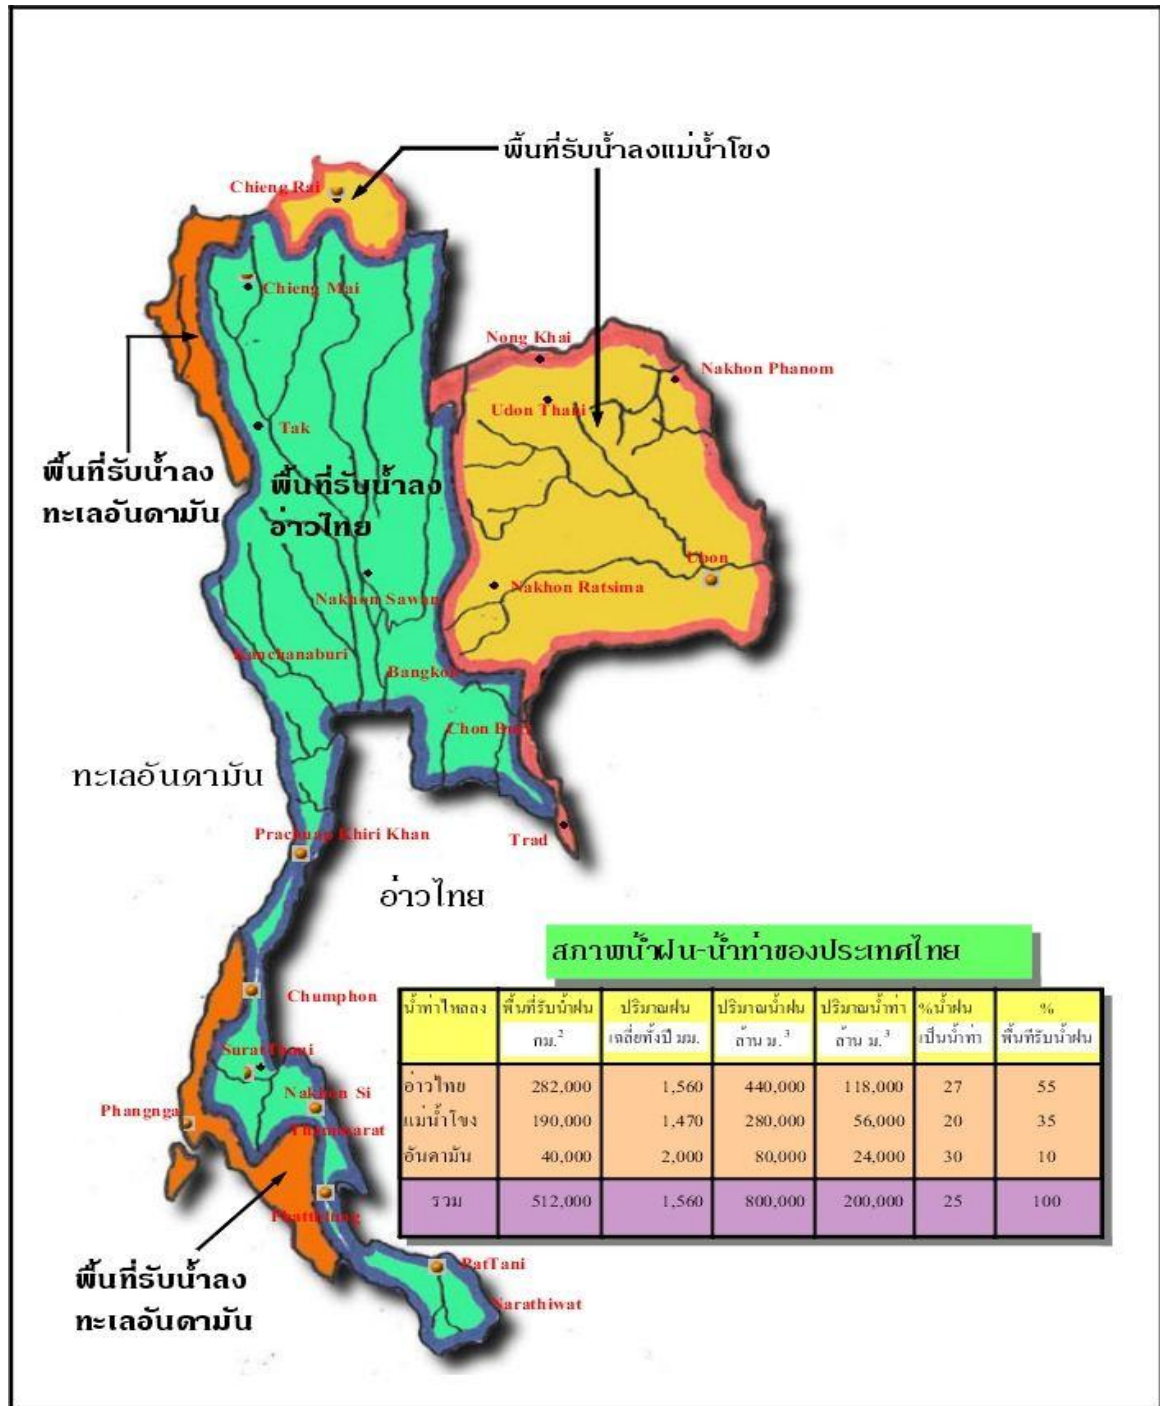 พื้นที่รับน้ำลงแม่น้ำโขง
Chieng Rai
Chieng Mai
Nong Khai
Nakhon Phanom
Udon Thani
Tak
พื้นที่รับน้ำลง
ทะเลอันดามัน
พื้นที่รับน้ำลง
อ่าวไทย
Ubon
Nakhon Ratsima
Nakhon Sawan
Kanchanaburi
Bangkok
Chon Buri
ทะเลอันดามัน
Prachuap Khiri Khan
Trad
อ่าวไทย
สภาพน้ำฝน-น้ำท่าของประเทศไทย
น้ำท่าไหลลง พื้นที่รับน้ำฝน ปริมาณฝน ปริมาณน้ำฝน ปริมาณน้ำท่า %น้ำฝน %
กม.² เฉลี่ยทั้งปี มม. ล้าน ม.³ ล้าน ม.³ เป็นน้ำท่า พื้นที่รับน้ำฝน
อ่าวไทย 282,000 1,560 440,000 118,000 27 55
แม่น้ำโขง 190,000 1,470 280,000 56,000 20 35
อันดามัน 40,000 2,000 80,000 24,000 30 10
รวม 512,000 1,560 800,000 200,000 25 100
Chumphon
Surat Thani
Nakhon Si
Thammarat
Phangnga
Phatthalung
PatTani
Narathiwat
พื้นที่รับน้ำลง
ทะเลอันดามัน